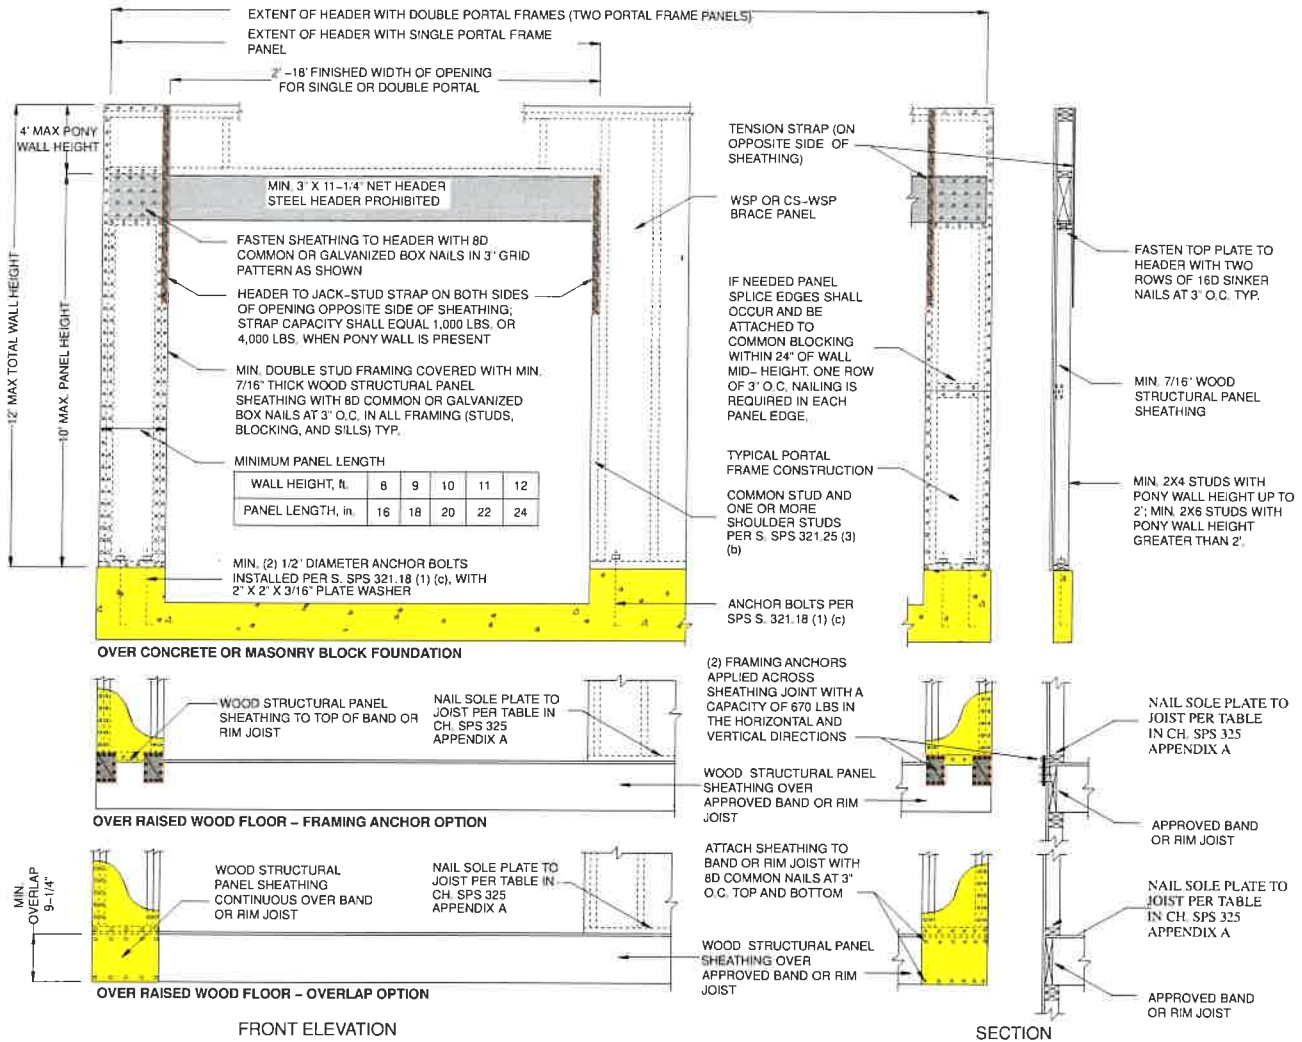 EXTENT OF HEADER WITH DOUBLE PORTAL FRAMES (TWO PORTAL FRAME PANELS)
EXTENT OF HEADER WITH SINGLE PORTAL FRAME
PANEL
2' –18' FINISHED WIDTH OF OPENING
FOR SINGLE OR DOUBLE PORTAL
4' MAX PONY
WALL HEIGHT
12' MAX TOTAL WALL HEIGHT
10' MAX. PANEL HEIGHT
MIN. 3" X 11–1/4" NET HEADER
STEEL HEADER PROHIBITED
FASTEN SHEATHING TO HEADER WITH 8D
COMMON OR GALVANIZED BOX NAILS IN 3" GRID
PATTERN AS SHOWN
HEADER TO JACK–STUD STRAP ON BOTH SIDES
OF OPENING OPPOSITE SIDE OF SHEATHING;
STRAP CAPACITY SHALL EQUAL 1,000 LBS. OR
4,000 LBS. WHEN PONY WALL IS PRESENT
MIN. DOUBLE STUD FRAMING COVERED WITH MIN.
7/16" THICK WOOD STRUCTURAL PANEL
SHEATHING WITH 8D COMMON OR GALVANIZED
BOX NAILS AT 3" O.C. IN ALL FRAMING (STUDS,
BLOCKING, AND SILLS) TYP.
MINIMUM PANEL LENGTH
WALL HEIGHT, ft. 8 9 10 11 12
PANEL LENGTH, in. 16 18 20 22 24
MIN. (2) 1/2" DIAMETER ANCHOR BOLTS
INSTALLED PER S. SPS 321.18 (1) (c), WITH
2" X 2" X 3/16" PLATE WASHER
OVER CONCRETE OR MASONRY BLOCK FOUNDATION
TENSION STRAP (ON
OPPOSITE SIDE OF
SHEATHING)
WSP OR CS–WSP
BRACE PANEL
IF NEEDED PANEL
SPLICE EDGES SHALL
OCCUR AND BE
ATTACHED TO
COMMON BLOCKING
WITHIN 24" OF WALL
MID– HEIGHT. ONE ROW
OF 3" O.C. NAILING IS
REQUIRED IN EACH
PANEL EDGE.
TYPICAL PORTAL
FRAME CONSTRUCTION
COMMON STUD AND
ONE OR MORE
SHOULDER STUDS
PER S. SPS 321.25 (3)
(b)
ANCHOR BOLTS PER
SPS S. 321.18 (1) (c)
FASTEN TOP PLATE TO
HEADER WITH TWO
ROWS OF 16D SINKER
NAILS AT 3" O.C. TYP.
MIN. 7/16" WOOD
STRUCTURAL PANEL
SHEATHING
MIN. 2X4 STUDS WITH
PONY WALL HEIGHT UP TO
2'; MIN. 2X6 STUDS WITH
PONY WALL HEIGHT
GREATER THAN 2'.
WOOD STRUCTURAL PANEL
SHEATHING TO TOP OF BAND OR
RIM JOIST
NAIL SOLE PLATE TO
JOIST PER TABLE IN
CH. SPS 325
APPENDIX A
(2) FRAMING ANCHORS
APPLIED ACROSS
SHEATHING JOINT WITH A
CAPACITY OF 670 LBS IN
THE HORIZONTAL AND
VERTICAL DIRECTIONS
WOOD STRUCTURAL PANEL
SHEATHING OVER
APPROVED BAND OR RIM
JOIST
NAIL SOLE PLATE TO
JOIST PER TABLE
IN CH. SPS 325
APPENDIX A
APPROVED BAND
OR RIM JOIST
OVER RAISED WOOD FLOOR – FRAMING ANCHOR OPTION
MIN.
OVERLAP
9–1/4"
WOOD STRUCTURAL
PANEL SHEATHING
CONTINUOUS OVER BAND
OR RIM JOIST
NAIL SOLE PLATE TO
JOIST PER TABLE IN
CH. SPS 325
APPENDIX A
ATTACH SHEATHING TO
BAND OR RIM JOIST WITH
8D COMMON NAILS AT 3"
O.C. TOP AND BOTTOM
WOOD STRUCTURAL PANEL
SHEATHING OVER
APPROVED BAND OR RIM
JOIST
NAIL SOLE PLATE TO
JOIST PER TABLE
IN CH. SPS 325
APPENDIX A
APPROVED BAND
OR RIM JOIST
OVER RAISED WOOD FLOOR – OVERLAP OPTION
FRONT ELEVATION
SECTION